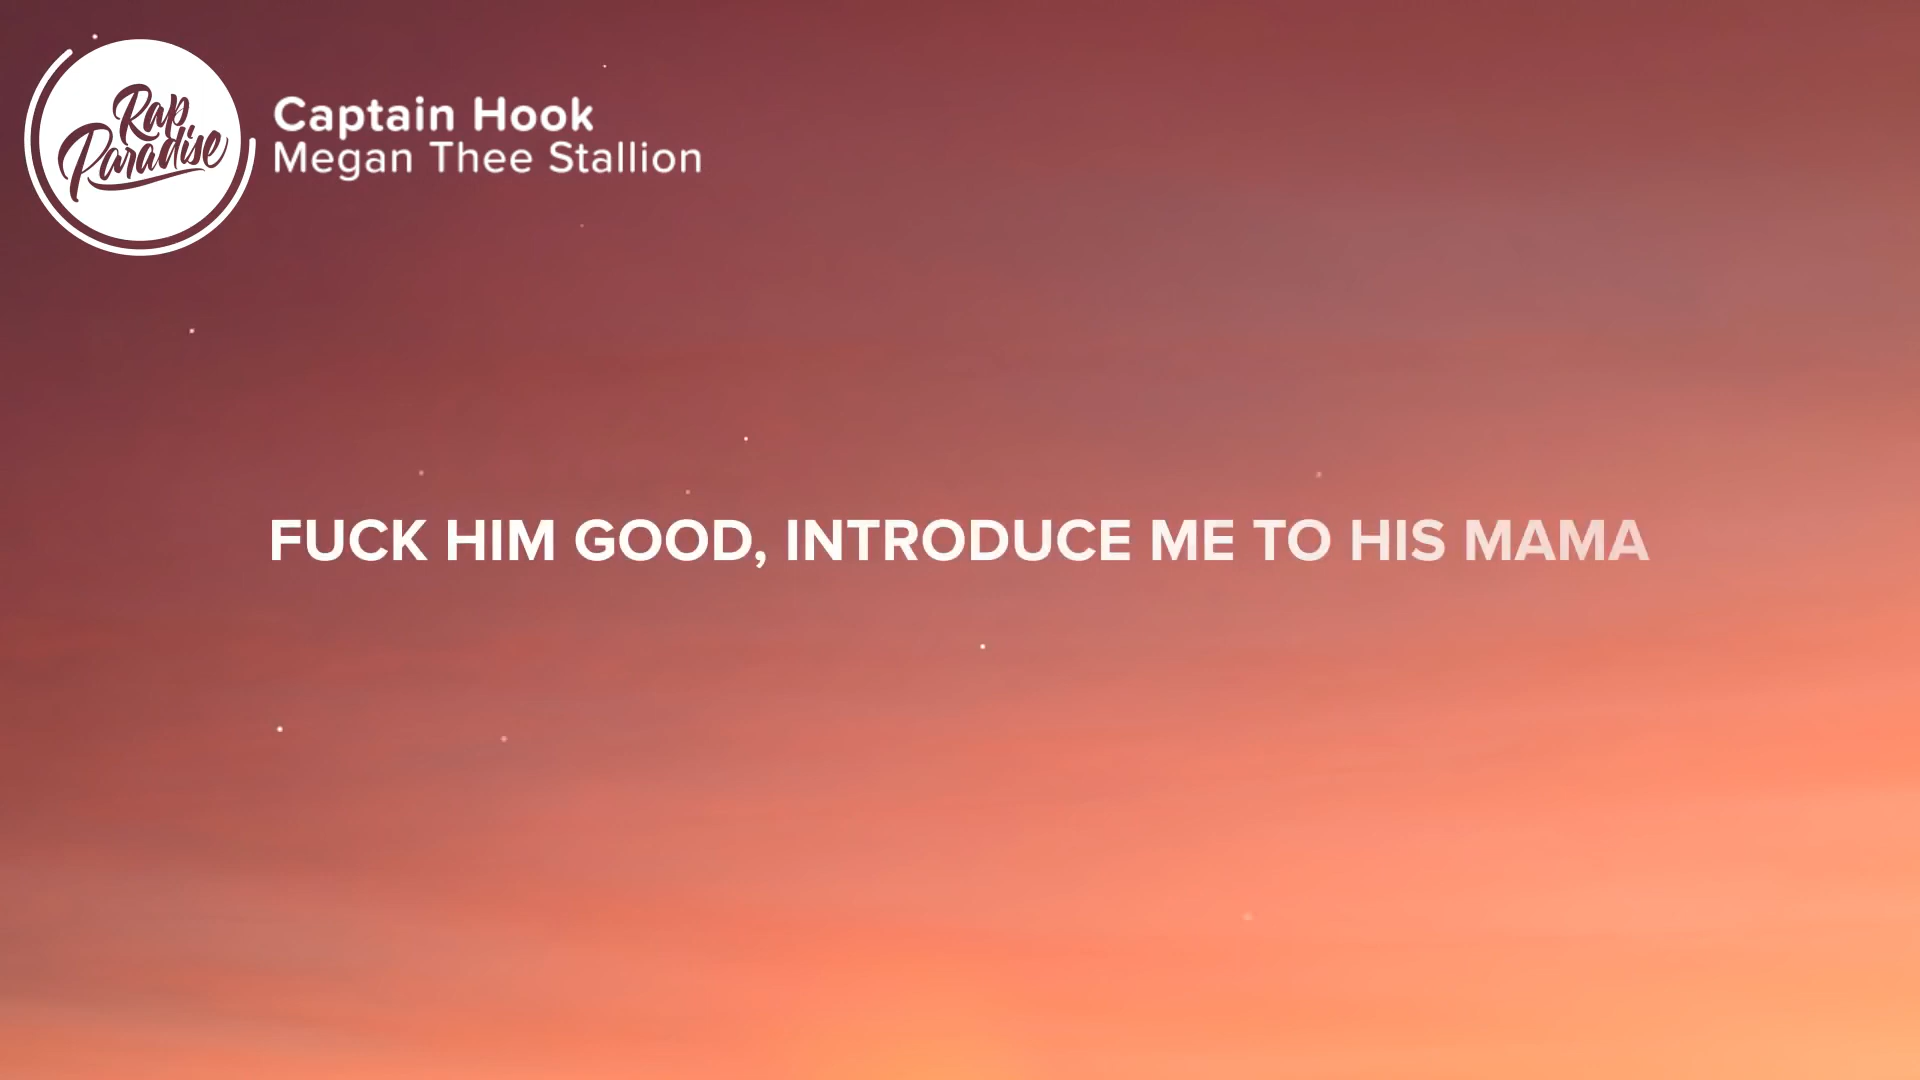 Rap
Paradise
Captain Hook
Megan Thee Stallion
FUCK HIM GOOD, INTRODUCE ME TO HIS MAMA